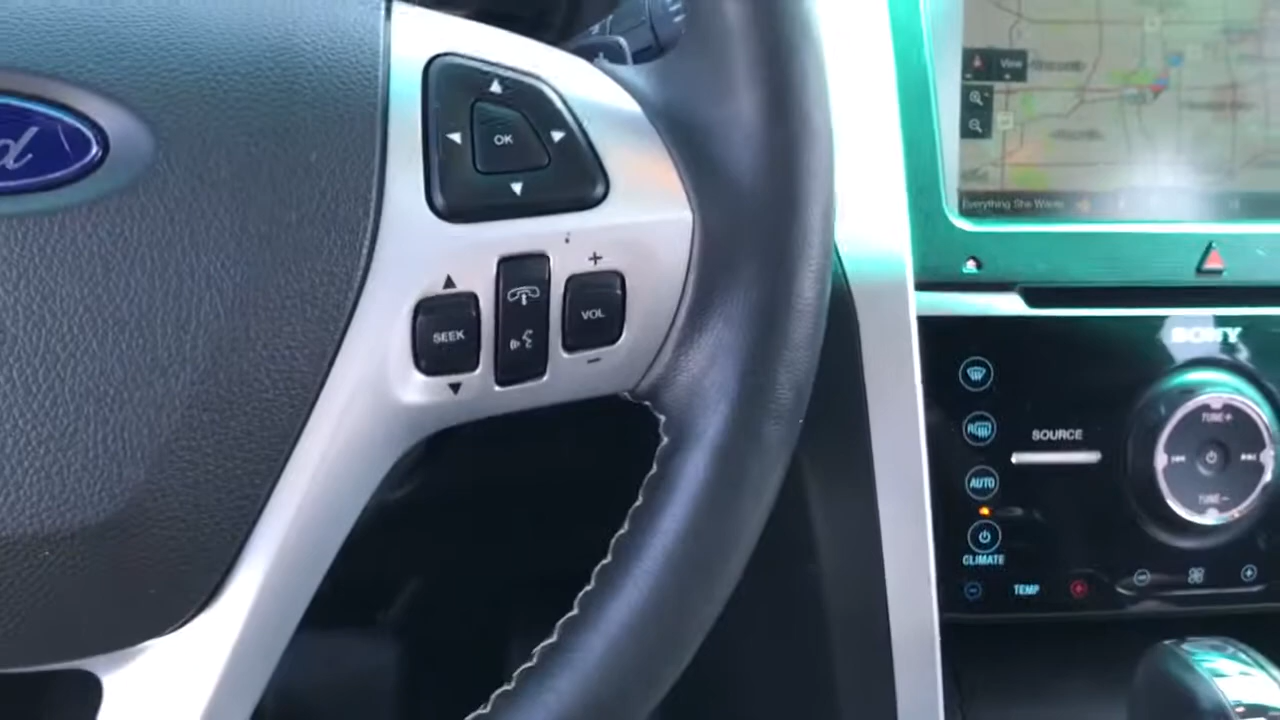 d
OK
SEEK
VOL
+
−
View
Everything She Wants
SONY
SOURCE
TUNE+
TUNE−
R
AUTO
CLIMATE
TEMP